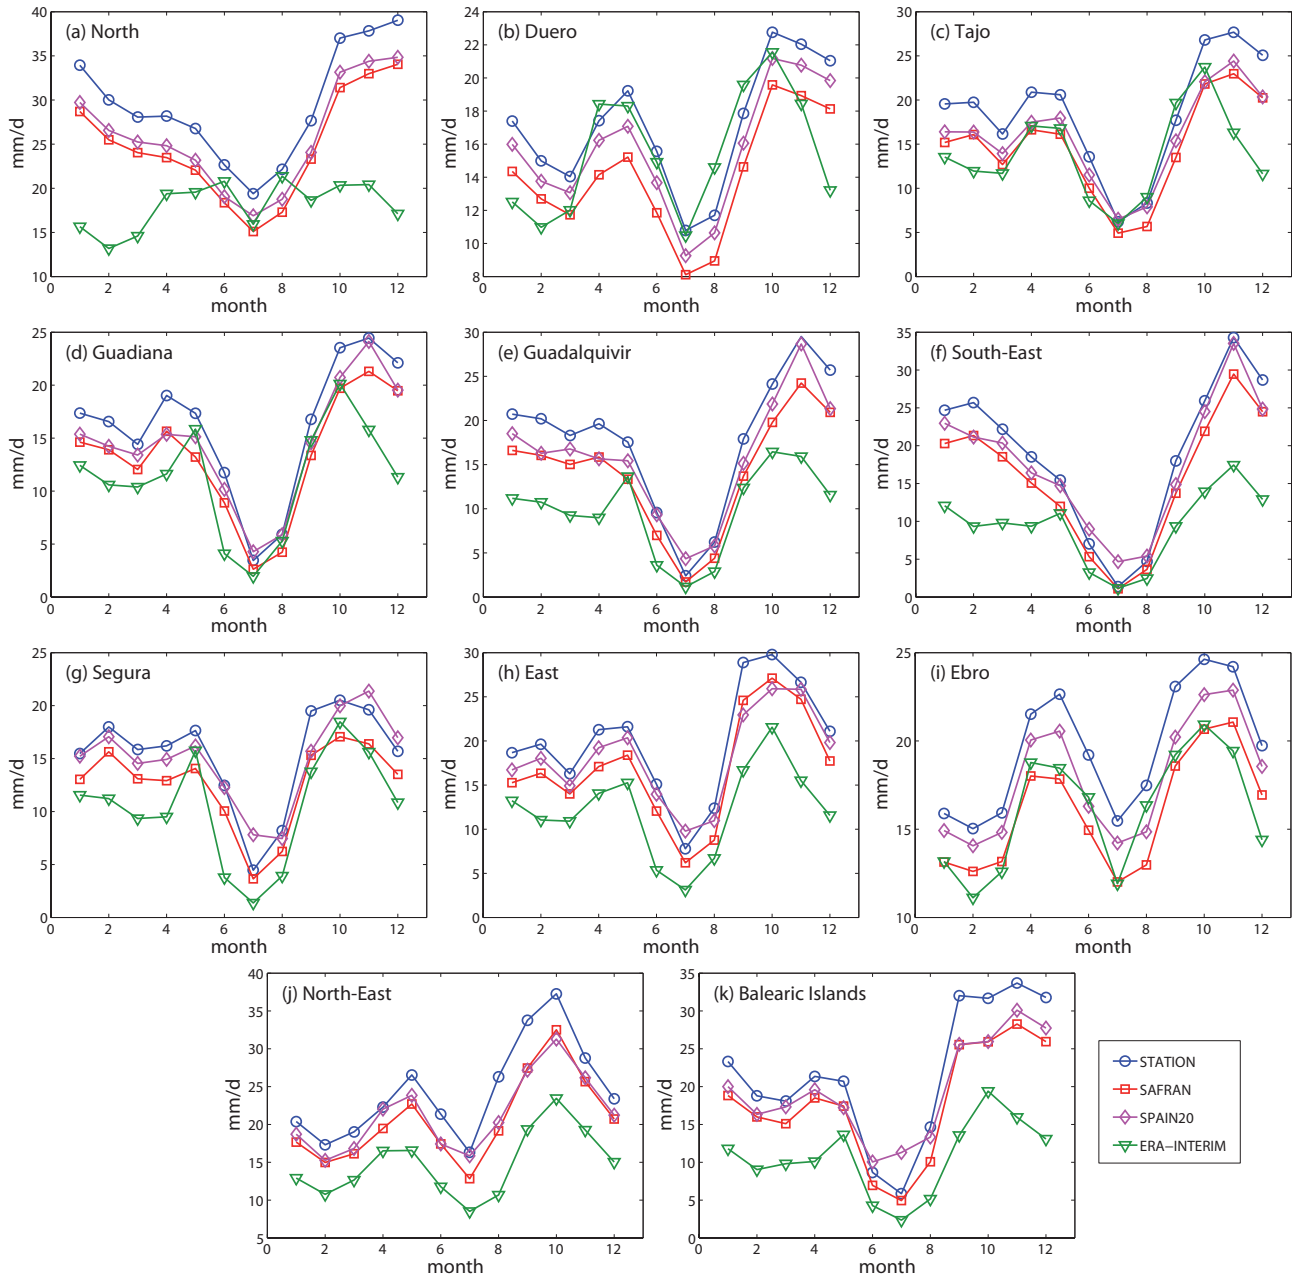 (a) North
mm/d
40
35
30
25
20
15
10
0 2 4 6 8 10 12
month
(b) Duero
mm/d
24
22
20
18
16
14
12
10
8
6
0 2 4 6 8 10 12
month
(c) Tajo
mm/d
30
25
20
15
10
5
0
0 2 4 6 8 10 12
month
(d) Guadiana
mm/d
25
20
15
10
5
0
0 2 4 6 8 10 12
month
(e) Guadalquivir
mm/d
30
25
20
15
10
5
0
0 2 4 6 8 10 12
month
(f) South-East
mm/d
35
30
25
20
15
10
5
0
0 2 4 6 8 10 12
month
(g) Segura
mm/d
25
20
15
10
5
0
0 2 4 6 8 10 12
month
(h) East
mm/d
30
25
20
15
10
5
0
0 2 4 6 8 10 12
month
(i) Ebro
mm/d
25
20
15
10
0 2 4 6 8 10 12
month
(j) North-East
mm/d
40
35
30
25
20
15
10
5
0 2 4 6 8 10 12
month
(k) Balearic Islands
mm/d
35
30
25
20
15
10
5
0
0 2 4 6 8 10 12
month
STATION
SAFRAN
SPAIN20
ERA−INTERIM